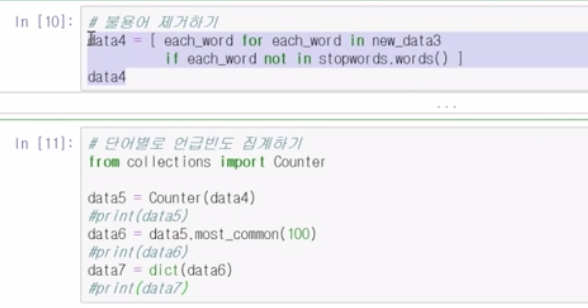 In [10]: # 불용어 제거하기
data4 = [ each_word for each_word in new_data3
if each_word not in stopwords.words() ]
data4
...
In [11]: # 단어별로 언급빈도 집계하기
from collections import Counter
data5 = Counter(data4)
#print(data5)
data6 = data5.most_common(100)
#print(data6)
data7 = dict(data6)
#print(data7)